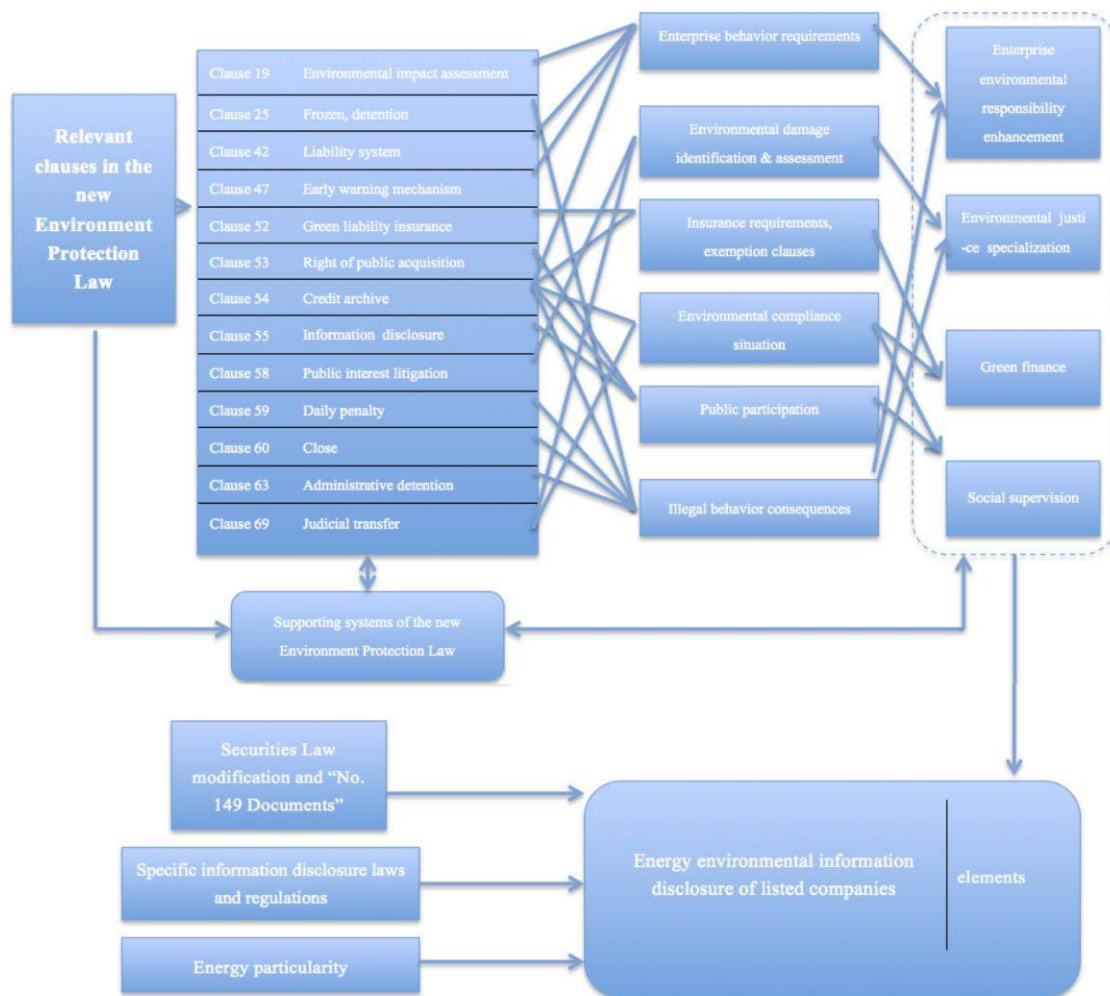 Relevant
clauses in the
new
Environment
Protection
Law
Clause 19 Environmental impact assessment
Clause 25 Frozen, detention
Clause 42 Liability system
Clause 47 Early warning mechanism
Clause 52 Green liability insurance
Clause 53 Right of public acquisition
Clause 54 Credit archive
Clause 55 Information disclosure
Clause 58 Public interest litigation
Clause 59 Daily penalty
Clause 60 Close
Clause 63 Administrative detention
Clause 69 Judicial transfer
Enterprise behavior requirements
Environmental damage
identification & assessment
Insurance requirements,
exemption clauses
Environmental compliance
situation
Public participation
Illegal behavior consequences
Enterprise
environmental
responsibility
enhancement
Environmental justi
-ce specialization
Green finance
Social supervision
Supporting systems of the new
Environment Protection Law
Securities Law
modification and “No.
149 Documents”
Specific information disclosure laws
and regulations
Energy particularity
Energy environmental information
disclosure of listed companies
elements